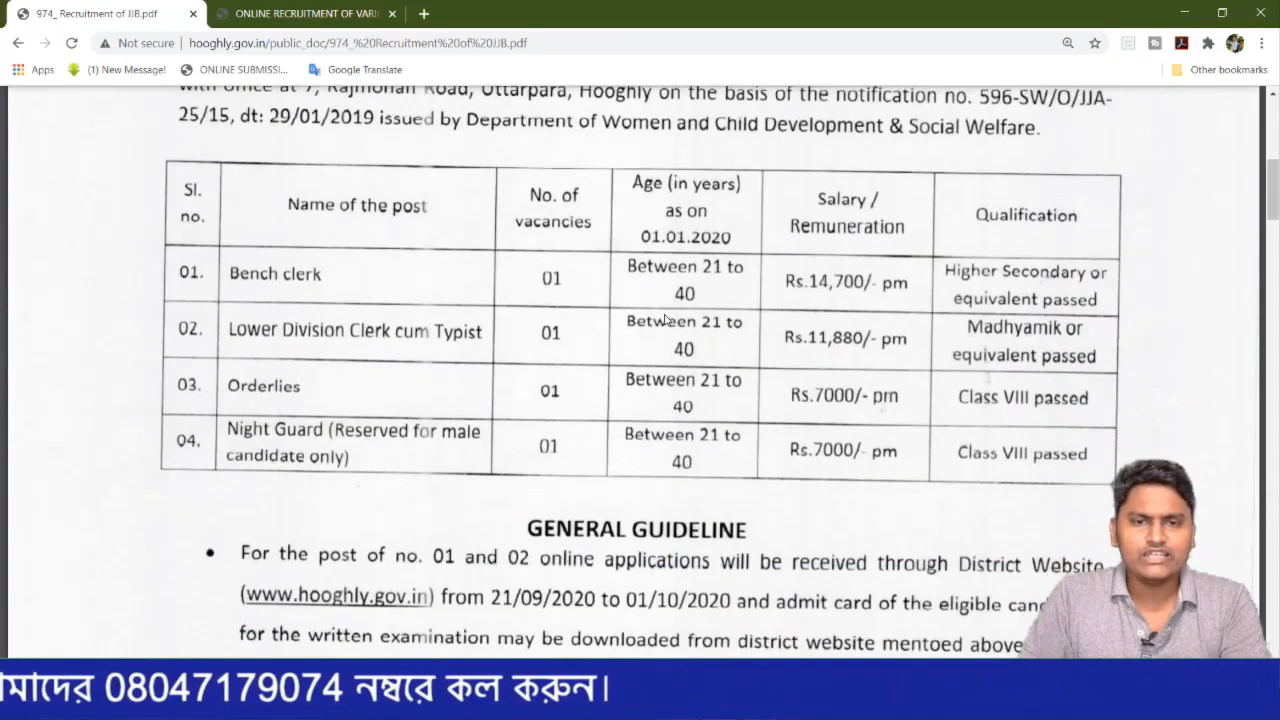 974_ Recruitment of JJB.pdf
ONLINE RECRUITMENT OF VARI
Not secure
hooghly.gov.in/public_doc/974_%20Recruitment%20of%20JJB.pdf
Apps
(1) New Message!
ONLINE SUBMISSI...
Google Translate
Other bookmarks
with office at 7, Rajmohan Road, Uttarpara, Hooghly on the basis of the notification no. 596-SW/O/JJA-
25/15, dt: 29/01/2019 issued by Department of Women and Child Development & Social Welfare.
Sl. no. Name of the post No. of vacancies Age (in years) as on 01.01.2020 Salary / Remuneration Qualification
01. Bench clerk 01 Between 21 to 40 Rs.14,700/- pm Higher Secondary or equivalent passed
02. Lower Division Clerk cum Typist 01 Between 21 to 40 Rs.11,880/- pm Madhyamik or equivalent passed
03. Orderlies 01 Between 21 to 40 Rs.7000/- pm Class VIII passed
04. Night Guard (Reserved for male candidate only) 01 Between 21 to 40 Rs.7000/- pm Class VIII passed
GENERAL GUIDELINE
• For the post of no. 01 and 02 online applications will be received through District Website
(www.hooghly.gov.in) from 21/09/2020 to 01/10/2020 and admit card of the eligible
for the written examination may be downloaded from district website mentoed above
08047179074 নম্বরে কল করুন।